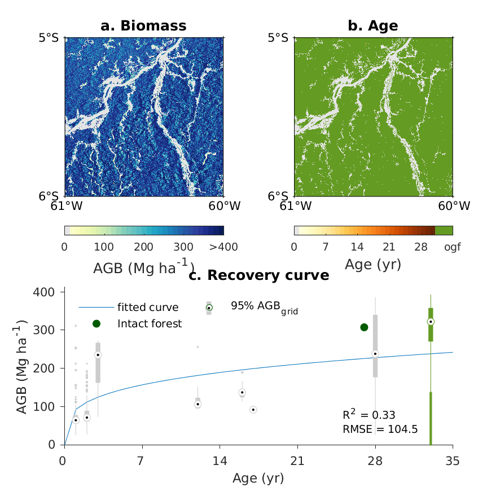 a. Biomass
b. Age
5°S
5°S
6°S
6°S
61°W
60°W
61°W
60°W
0 100 200 300 >400
0 7 14 21 28 ogf
AGB (Mg ha-1)
Age (yr)
c. Recovery curve
400
300
200
100
0
AGB (Mg ha-1)
fitted curve
95% AGBgrid
Intact forest
R2 = 0.33
RMSE = 104.5
0 7 14 21 28 35
Age (yr)